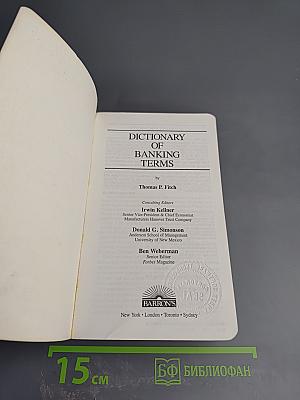 DICTIONARY
OF
BANKING
TERMS
by
Thomas P. Fitch
Consulting Editors
Irwin Kellner
Senior Vice President & Chief Economist
Manufacturers Hanover Trust Company
Donald G. Simonson
Anderson School of Management
University of New Mexico
Ben Weberman
Senior Editor
Forbes Magazine
BARRON'S
New York • London • Toronto • Sydney
15 см
БФ БИБЛИОФАН